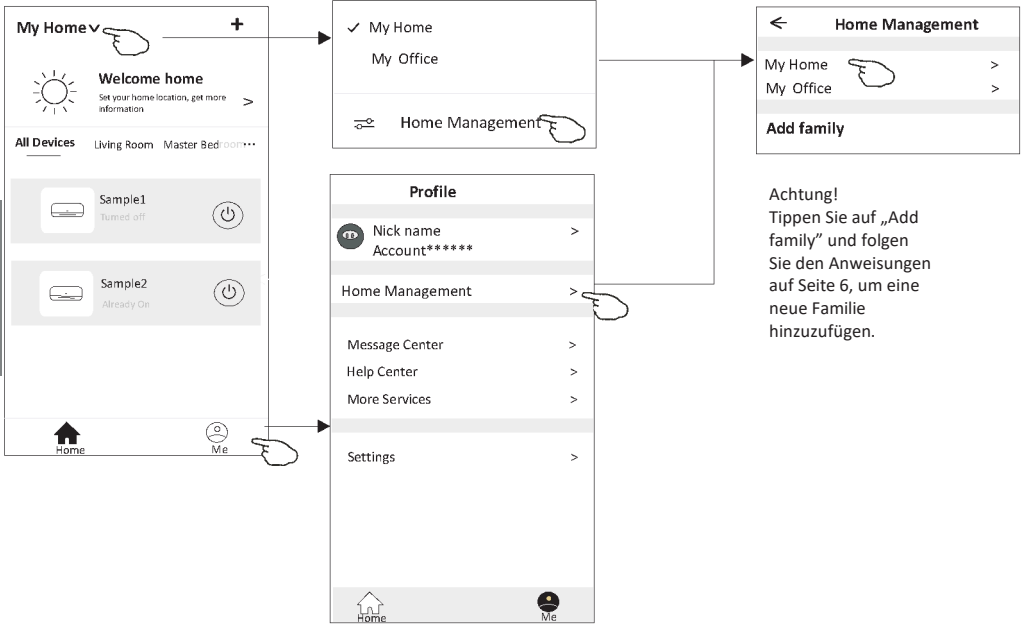 My Home
+
Welcome home
Set your home location, get more
information
>
All Devices Living Room Master Bedroom...
Sample1
Turned off
Sample2
Already On
Home
Me
✓ My Home
My Office
Home Management
Profile
Nick name >
Account******
Home Management >
Message Center >
Help Center >
More Services >
Settings >
Home
Me
← Home Management
My Home >
My Office >
Add family
Achtung!
Tippen Sie auf „Add
family” und folgen
Sie den Anweisungen
auf Seite 6, um eine
neue Familie
hinzuzufügen.